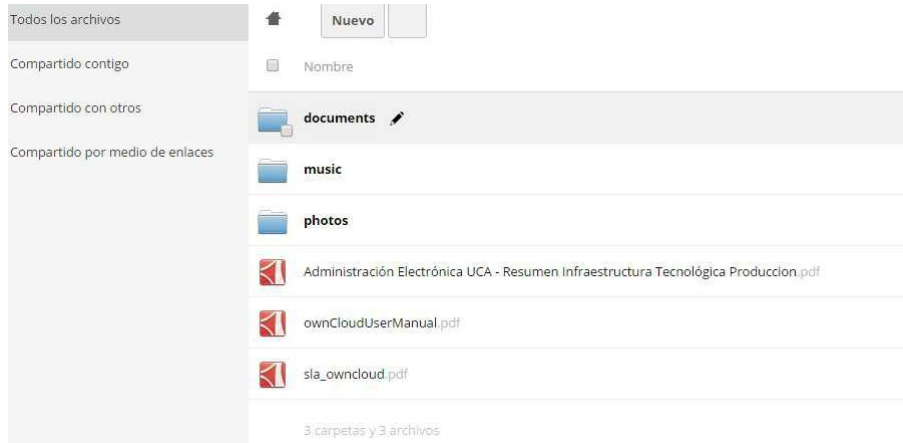 Todos los archivos
Compartido contigo
Compartido con otros
Compartido por medio de enlaces
Nuevo
Nombre
documents
music
photos
Administración Electrónica UCA - Resumen Infraestructura Tecnológica Produccion.pdf
ownCloudUserManual.pdf
sla_owncloud.pdf
3 carpetas y 3 archivos